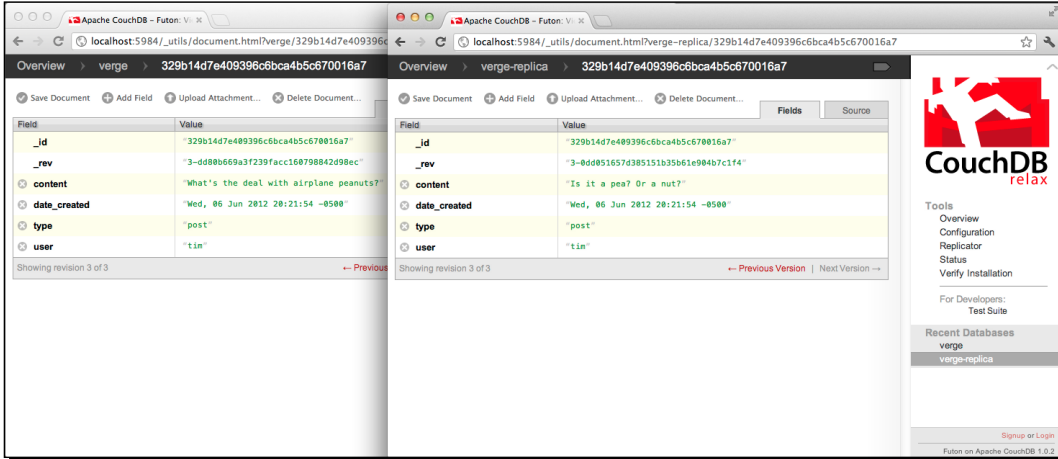 Apache CouchDB - Futon: Vi
localhost:5984/_utils/document.html?verge/329b14d7e409396c
Overview verge 329b14d7e409396c6bca4b5c670016a7
Save Document Add Field Upload Attachment... Delete Document...
Field Value
_id "329b14d7e409396c6bca4b5c670016a7"
_rev "3-dd80b669a3f239facc160798842d98ec"
content "What's the deal with airplane peanuts?"
date_created "Wed, 06 Jun 2012 20:21:54 -0500"
type "post"
user "tim"
Showing revision 3 of 3 ← Previous
Apache CouchDB - Futon: Vi
localhost:5984/_utils/document.html?verge-replica/329b14d7e409396c6bca4b5c670016a7
Overview verge-replica 329b14d7e409396c6bca4b5c670016a7
Save Document Add Field Upload Attachment... Delete Document...
Fields Source
Field Value
_id "329b14d7e409396c6bca4b5c670016a7"
_rev "3-0dd051657d385151b35b61e904b7c1f4"
content "Is it a pea? Or a nut?"
date_created "Wed, 06 Jun 2012 20:21:54 -0500"
type "post"
user "tim"
Showing revision 3 of 3 ← Previous Version | Next Version →
CouchDB
relax
Tools
Overview
Configuration
Replicator
Status
Verify Installation
For Developers:
Test Suite
Recent Databases
verge
verge-replica
Signup or Login
Futon on Apache CouchDB 1.0.2